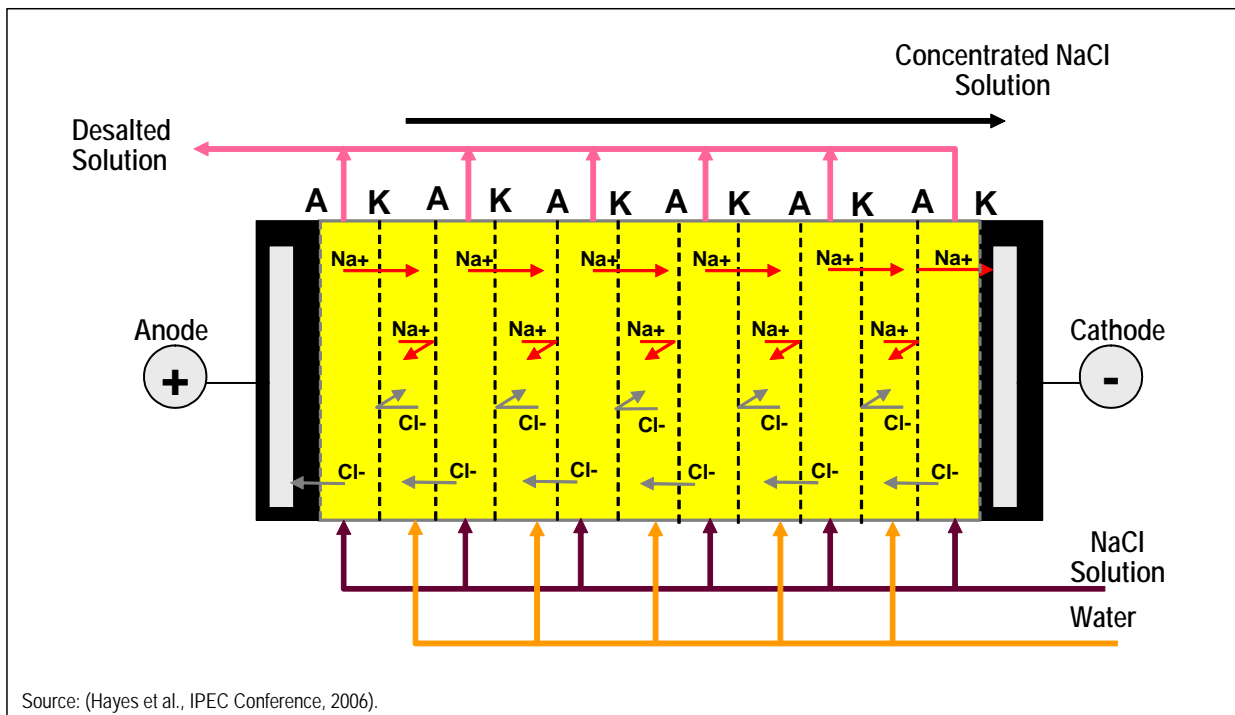 Concentrated NaCl
Solution
Desalted
Solution
A K A K A K A K A K A K
Na+ Na+ Na+ Na+ Na+ Na+
Anode
+
Na+ Na+ Na+ Na+ Na+
Cathode
-
Cl- Cl- Cl- Cl- Cl-
Cl- Cl- Cl- Cl- Cl- Cl-
NaCl
Solution
Water
Source: (Hayes et al., IPEC Conference, 2006).